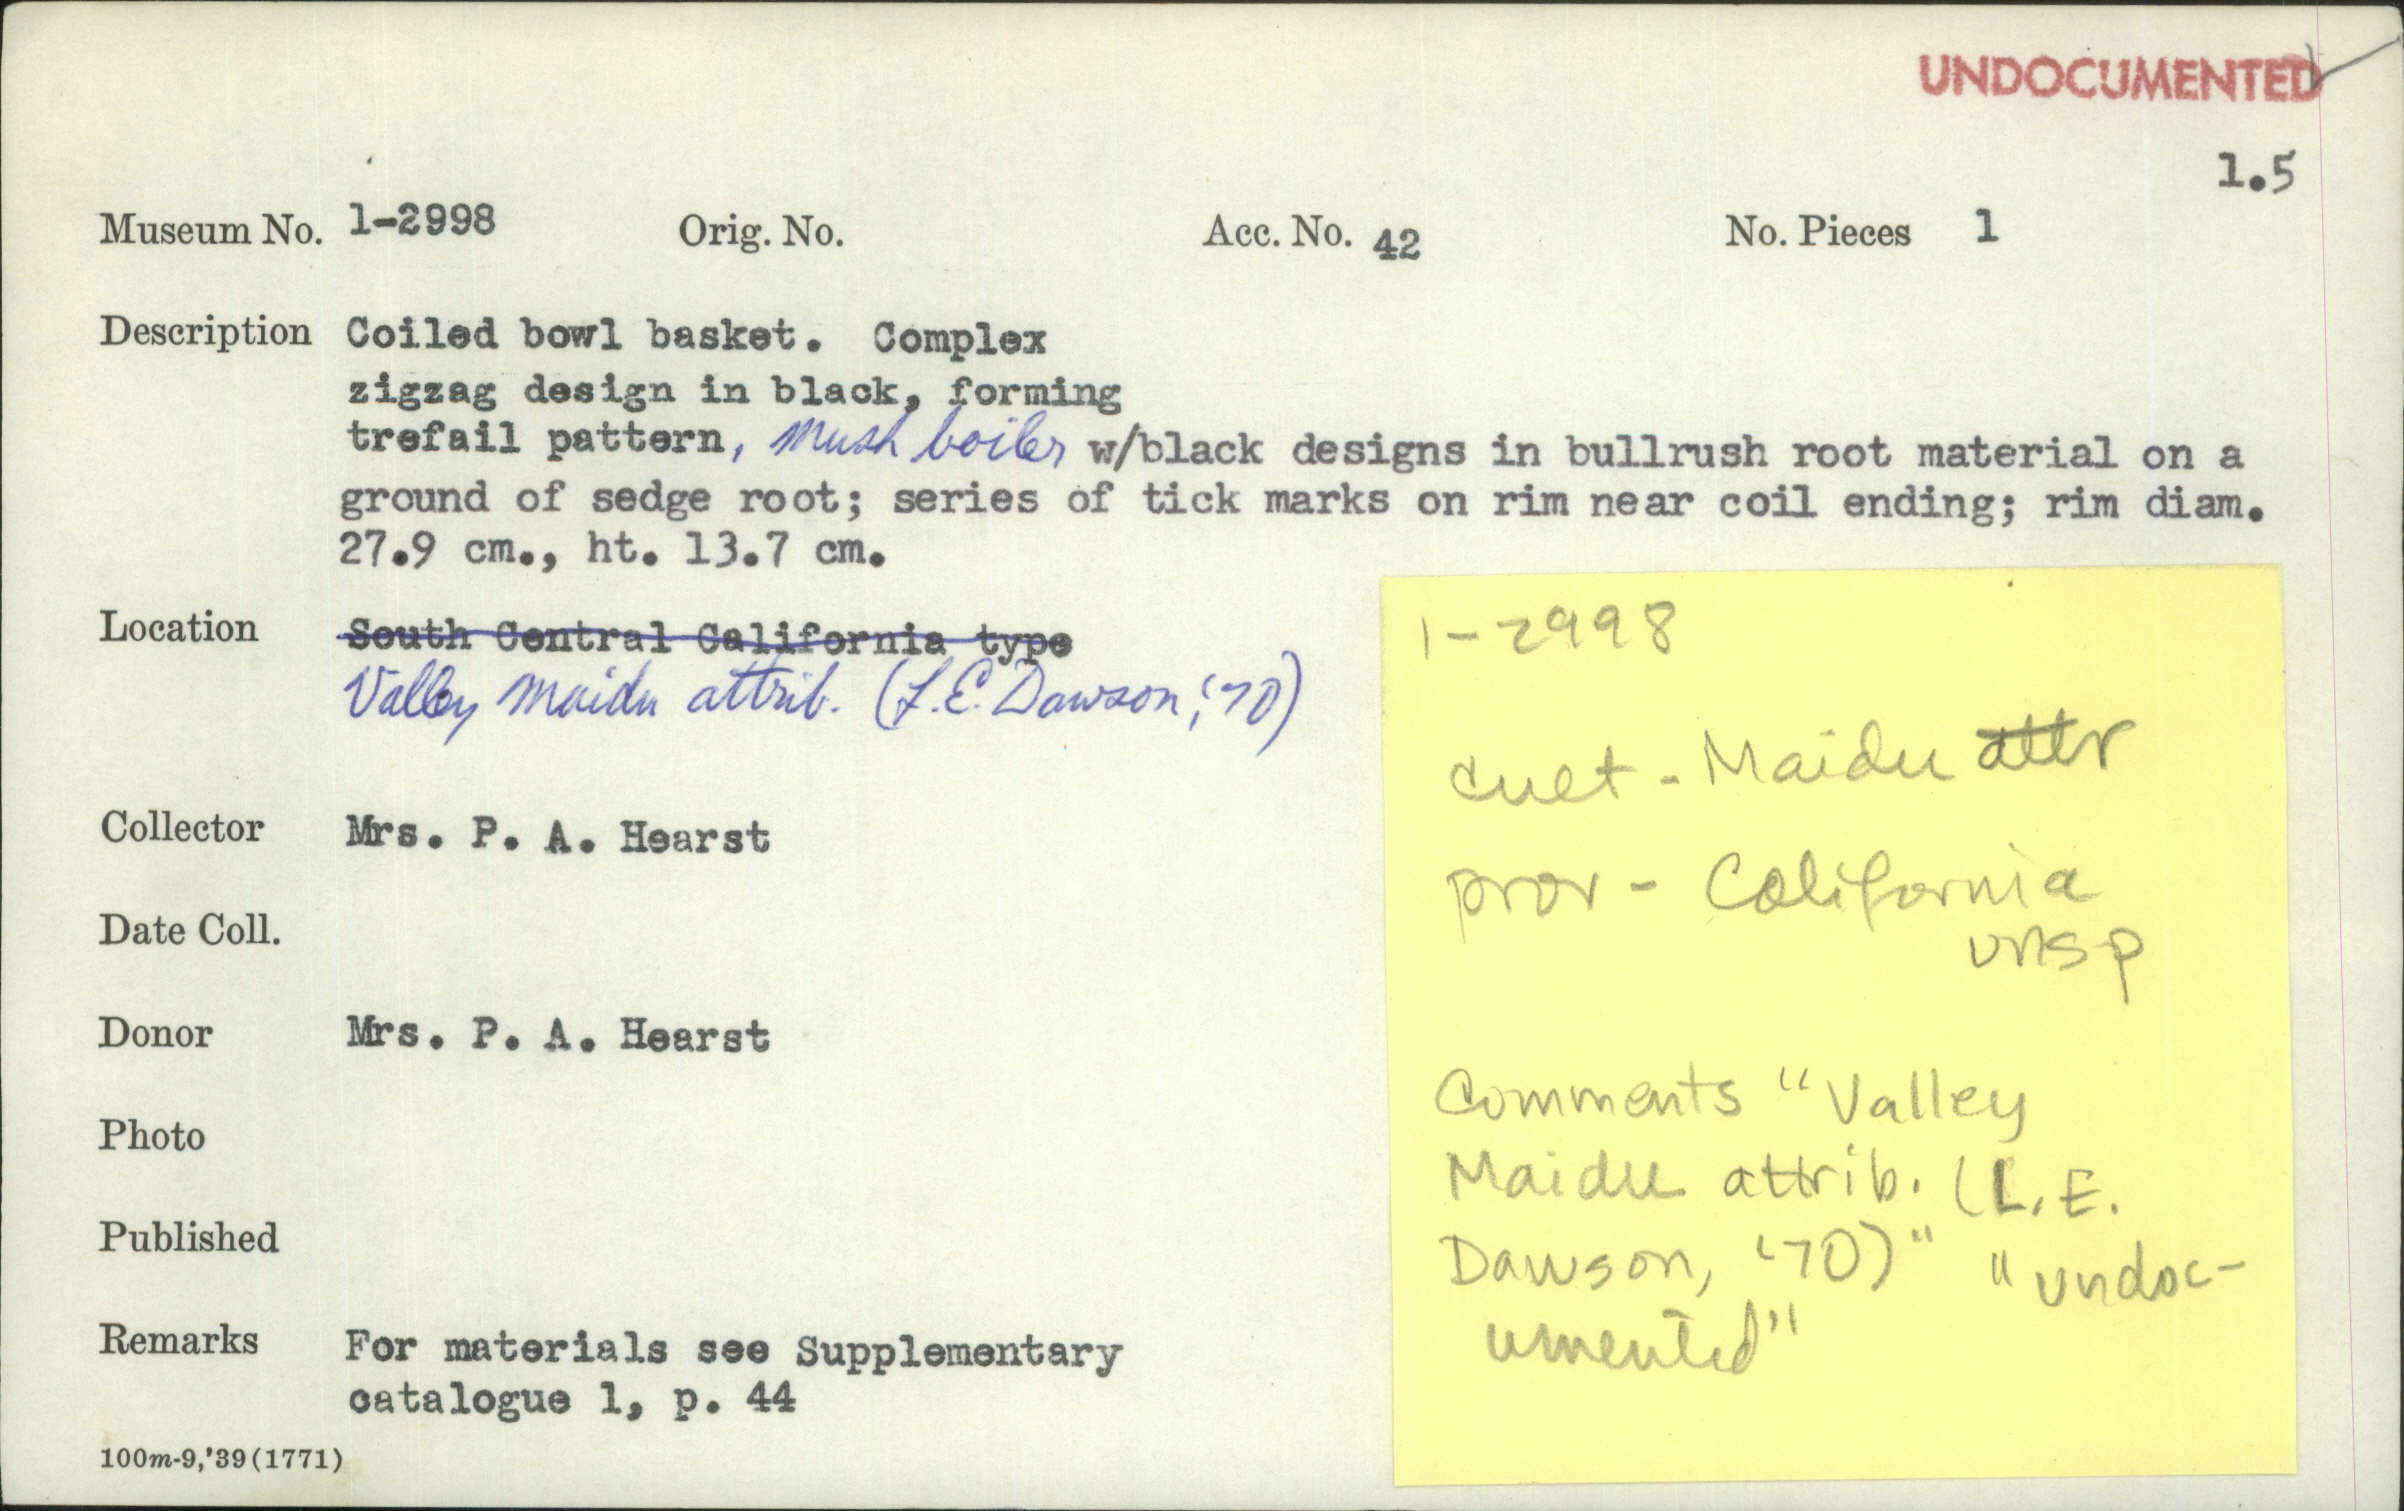 UNDOCUMENTED
1.5
Museum No. 1-2998 Orig. No. Acc. No. 42 No. Pieces 1
Description Coiled bowl basket. Complex
zigzag design in black, forming
trefail pattern, Mush boiler w/black designs in bullrush root material on a
ground of sedge root; series of tick marks on rim near coil ending; rim diam.
27.9 cm., ht. 13.7 cm.
Location South Central California type
Valley Maidu attrib. (L.E. Dawson, '70)
Collector Mrs. P. A. Hearst
Date Coll.
Donor Mrs. P. A. Hearst
Photo
Published
Remarks For materials see Supplementary
catalogue 1, p. 44
100m-9,'39(1771)
1-2998
cult - Maidu attr
prov - California
unsp
Comments "Valley
Maidu attrib. (L.E.
Dawson, '70)" "undoc-
umented"